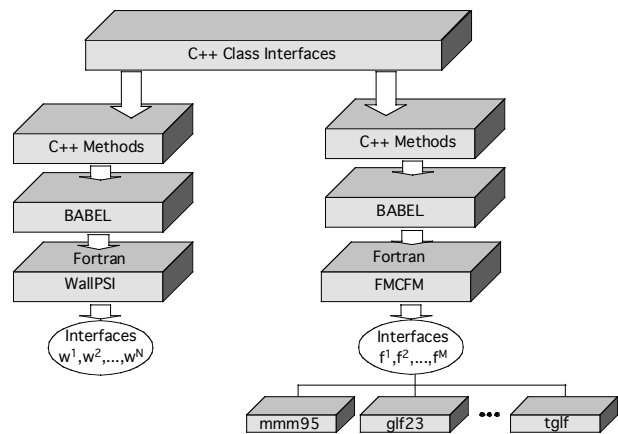 C++ Class Interfaces
C++ Methods
C++ Methods
BABEL
BABEL
Fortran
WallPSI
Fortran
FMCFM
Interfaces
w¹,w²,...,wᴺ
Interfaces
f¹,f²,...,fᴹ
mmm95
glf23
•••
tglf